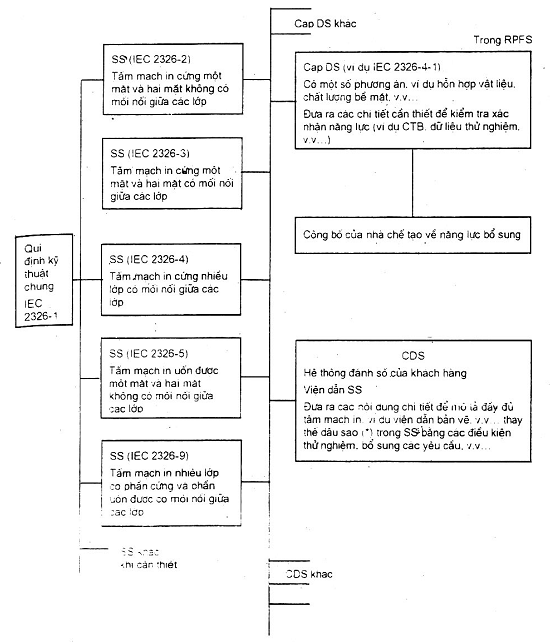 Cap DS khác
Trong RPFS
SS (IEC 2326-2)
Tấm mạch in cứng một
mặt và hai mặt không có
mối nối giữa các lớp
Cap DS (ví dụ IEC 2326-4-1)
Có một số phương án, ví dụ hỗn hợp vật liệu,
chất lượng bề mặt, v.v...
Đưa ra các chi tiết cần thiết để kiểm tra xác
nhận năng lực (ví dụ CTB, dữ liệu thử nghiệm,
v.v...)
SS (IEC 2326-3)
Tấm mạch in cứng một
mặt và hai mặt có mối nối
giữa các lớp
Công bố của nhà chế tạo về năng lực bổ sung
Qui
định kỹ
thuật
chung
IEC
2326-1
SS (IEC 2326-4)
Tấm mạch in cứng nhiều
lớp có mối nối giữa các
lớp
SS (IEC 2326-5)
Tấm mạch in uốn được
một mặt và hai mặt
không có mối nối giữa
các lớp
CDS
Hệ thống đánh số của khách hàng
Viện dẫn SS
Đưa ra các nội dung chi tiết để mô tả đầy đủ
tấm mạch in, ví dụ viện dẫn bản vẽ, v.v... thay
thế dấu sao (*) trong SS bằng các điều kiện
thử nghiệm, bổ sung các yêu cầu, v.v...
SS (IEC 2326-9)
Tấm mạch in nhiều lớp
có phần cứng và phần
uốn được có mối nối giữa
các lớp
SS khác
khi cần thiết
CDS khác